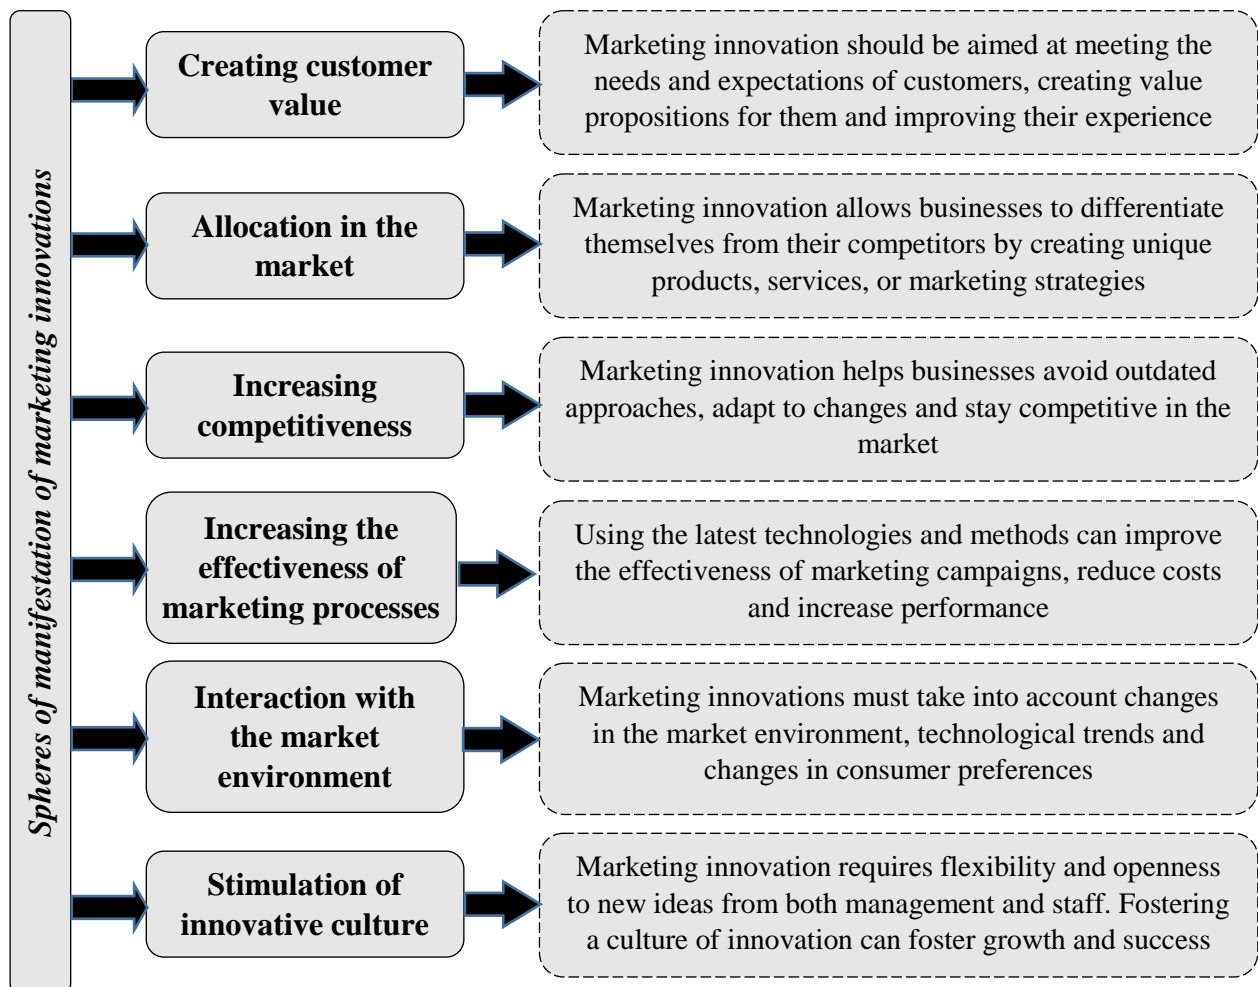 Spheres of manifestation of marketing innovations
Creating customer
value
Marketing innovation should be aimed at meeting the
needs and expectations of customers, creating value
propositions for them and improving their experience
Allocation in the
market
Marketing innovation allows businesses to differentiate
themselves from their competitors by creating unique
products, services, or marketing strategies
Increasing
competitiveness
Marketing innovation helps businesses avoid outdated
approaches, adapt to changes and stay competitive in the
market
Increasing the
effectiveness of
marketing processes
Using the latest technologies and methods can improve
the effectiveness of marketing campaigns, reduce costs
and increase performance
Interaction with
the market
environment
Marketing innovations must take into account changes
in the market environment, technological trends and
changes in consumer preferences
Stimulation of
innovative culture
Marketing innovation requires flexibility and openness
to new ideas from both management and staff. Fostering
a culture of innovation can foster growth and success